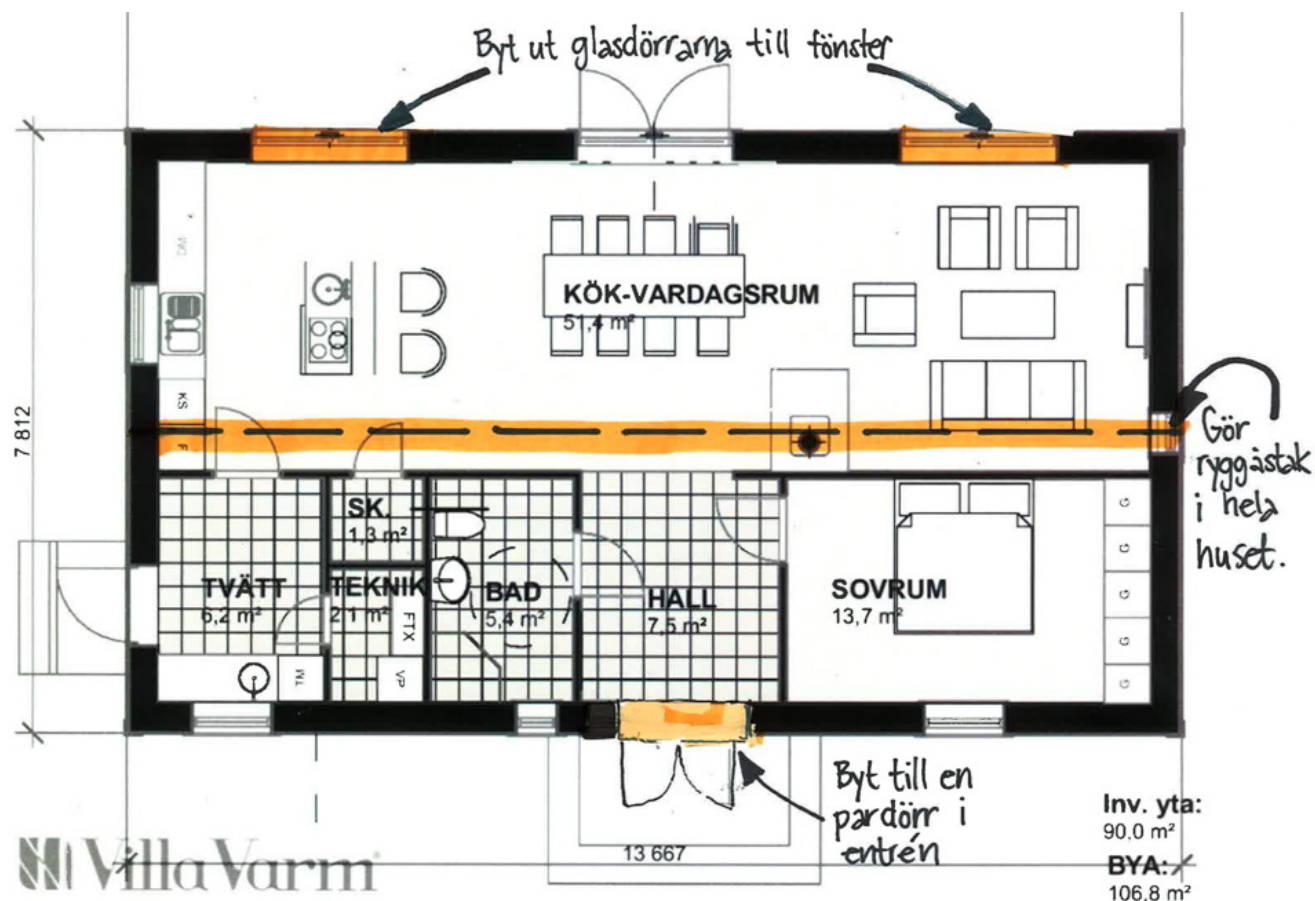 Byt ut glasdörrarna till fönster
7 812
DM
KS
F
KÖK-VARDAGSRUM
51,4 m²
Gör
ryggåstak
i hela
huset.
SK.
1,3 m²
TVÄTT
6,2 m²
TM
TEKNIK
2,1 m²
FTX
VP
BAD
5,4 m²
HALL
7,5 m²
SOVRUM
13,7 m²
G
G
G
G
G
Byt till en
pardörr i
entrén
13 667
Inv. yta:
90,0 m²
BYA:
106,8 m²
Villa Varm